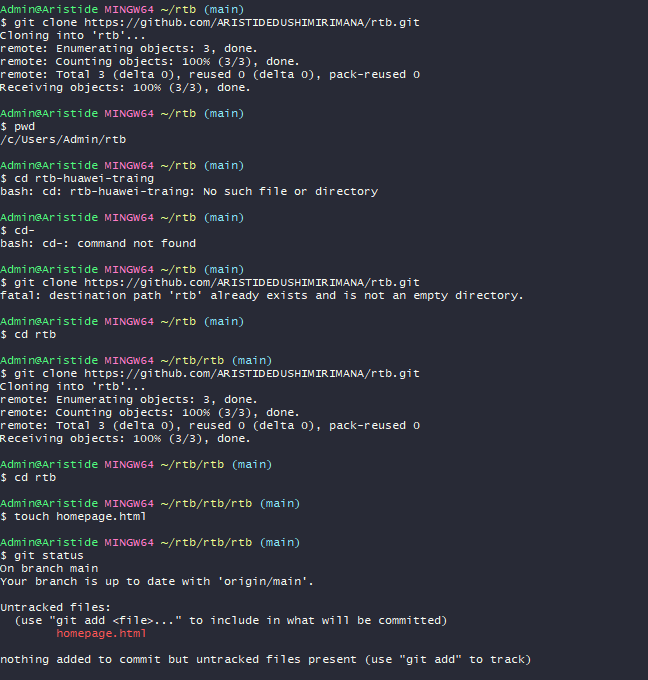 Admin@Aristide MINGW64 ~/rtb (main)
$ git clone https://github.com/ARISTIDEDUSHIMIRIMANA/rtb.git
Cloning into 'rtb'...
remote: Enumerating objects: 3, done.
remote: Counting objects: 100% (3/3), done.
remote: Total 3 (delta 0), reused 0 (delta 0), pack-reused 0
Receiving objects: 100% (3/3), done.
Admin@Aristide MINGW64 ~/rtb (main)
$ pwd
/c/Users/Admin/rtb
Admin@Aristide MINGW64 ~/rtb (main)
$ cd rtb-huawei-traing
bash: cd: rtb-huawei-traing: No such file or directory
Admin@Aristide MINGW64 ~/rtb (main)
$ cd-
bash: cd-: command not found
Admin@Aristide MINGW64 ~/rtb (main)
$ git clone https://github.com/ARISTIDEDUSHIMIRIMANA/rtb.git
fatal: destination path 'rtb' already exists and is not an empty directory.
Admin@Aristide MINGW64 ~/rtb (main)
$ cd rtb
Admin@Aristide MINGW64 ~/rtb/rtb (main)
$ git clone https://github.com/ARISTIDEDUSHIMIRIMANA/rtb.git
Cloning into 'rtb'...
remote: Enumerating objects: 3, done.
remote: Counting objects: 100% (3/3), done.
remote: Total 3 (delta 0), reused 0 (delta 0), pack-reused 0
Receiving objects: 100% (3/3), done.
Admin@Aristide MINGW64 ~/rtb/rtb (main)
$ cd rtb
Admin@Aristide MINGW64 ~/rtb/rtb/rtb (main)
$ touch homepage.html
Admin@Aristide MINGW64 ~/rtb/rtb/rtb (main)
$ git status
On branch main
Your branch is up to date with 'origin/main'.
Untracked files:
(use "git add <file>..." to include in what will be committed)
homepage.html
nothing added to commit but untracked files present (use "git add" to track)